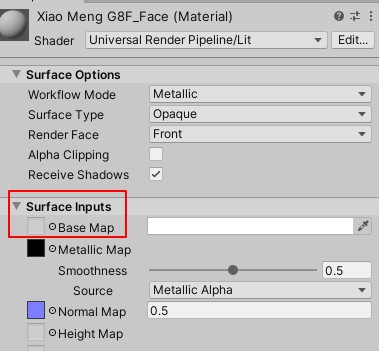 Xiao Meng G8F_Face (Material)
Shader Universal Render Pipeline/Lit Edit...
Surface Options
Workflow Mode Metallic
Surface Type Opaque
Render Face Front
Alpha Clipping
Receive Shadows
Surface Inputs
Base Map
Metallic Map
Smoothness 0.5
Source Metallic Alpha
Normal Map 0.5
Height Map